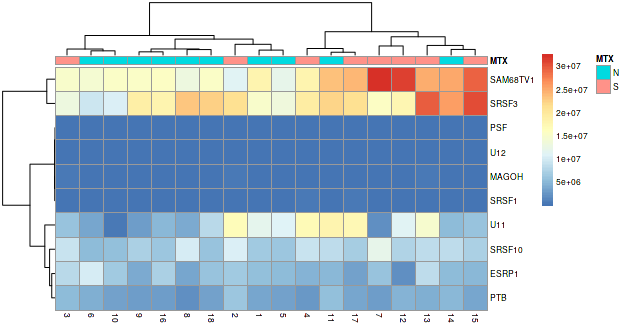 MTX
SAM68TV1
SRSF3
PSF
U12
MAGOH
SRSF1
U11
SRSF10
ESRP1
PTB
3 6 10 9 16 8 18 2 1 5 4 11 17 7 12 13 14 15
3e+07
2.5e+07
2e+07
1.5e+07
1e+07
5e+06
MTX
N
S